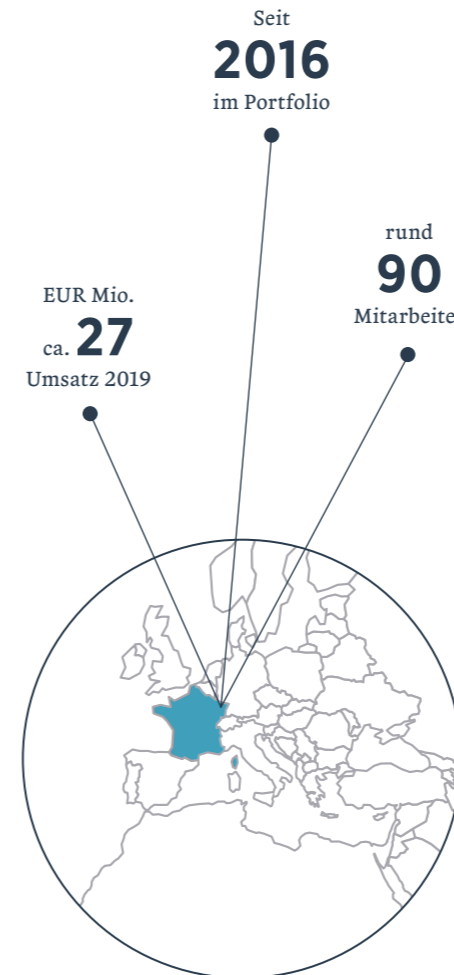 Seit
2016
im Portfolio
rund
90
Mitarbeite
EUR Mio.
ca. 27
Umsatz 2019